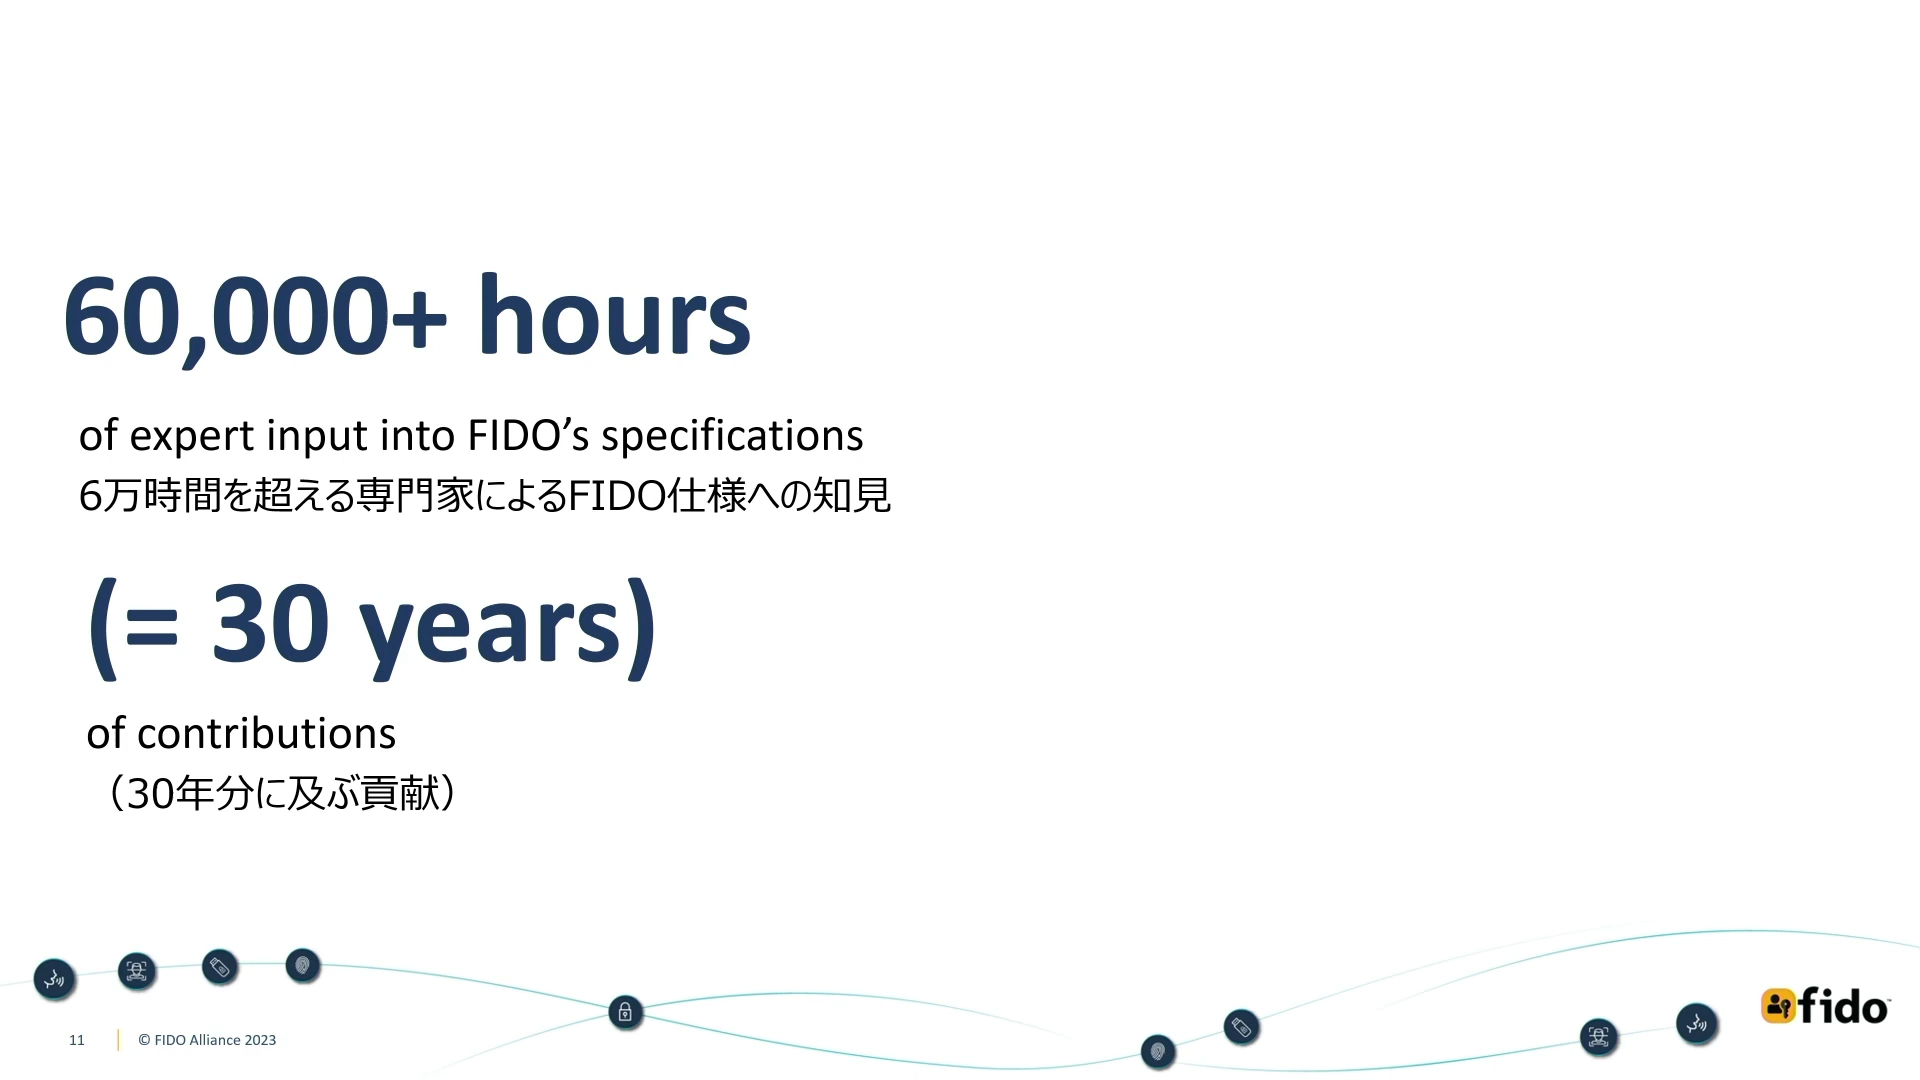 60,000+ hours
of expert input into FIDO’s specifications
6万時間を超える専門家によるFIDO仕様への知見
(= 30 years)
of contributions
（30年分に及ぶ貢献）
11
© FIDO Alliance 2023
fido™